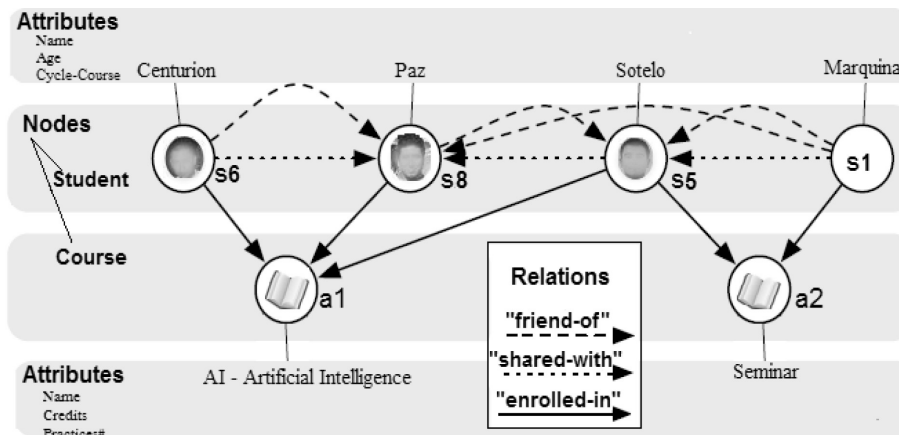 Attributes
Name
Age
Cycle-Course
Centurion
Paz
Sotelo
Marquina
Nodes
Student
s6
s8
s5
s1
Course
a1
a2
Relations
"friend-of"
"shared-with"
"enrolled-in"
AI - Artificial Intelligence
Seminar
Attributes
Name
Credits
Practices#